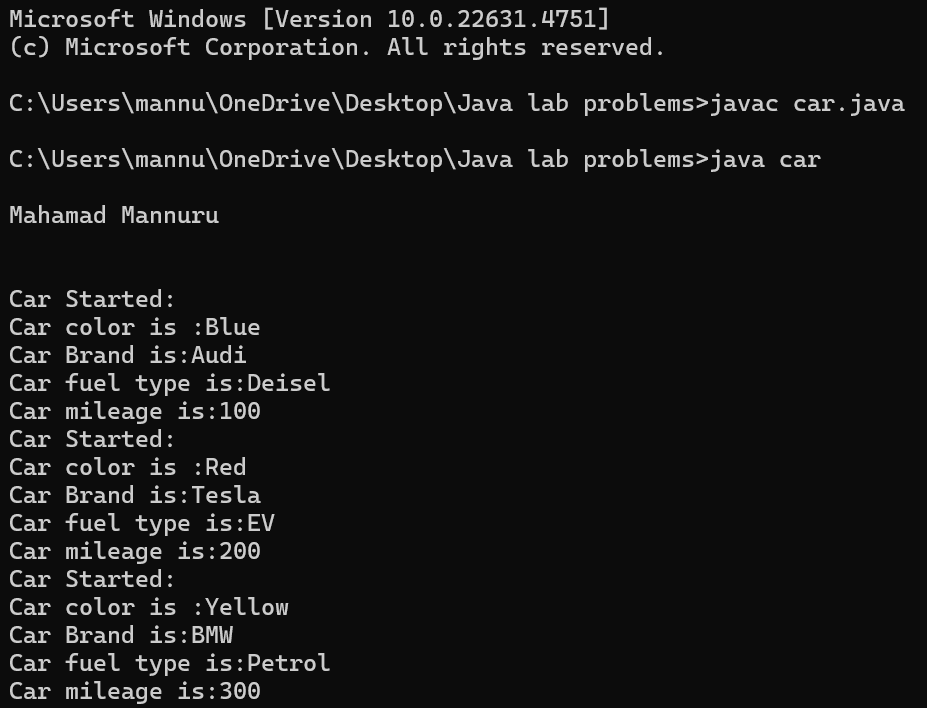 Microsoft Windows [Version 10.0.22631.4751]
(c) Microsoft Corporation. All rights reserved.
C:\Users\mannu\OneDrive\Desktop\Java lab problems>javac car.java
C:\Users\mannu\OneDrive\Desktop\Java lab problems>java car
Mahamad Mannuru
Car Started:
Car color is :Blue
Car Brand is:Audi
Car fuel type is:Deisel
Car mileage is:100
Car Started:
Car color is :Red
Car Brand is:Tesla
Car fuel type is:EV
Car mileage is:200
Car Started:
Car color is :Yellow
Car Brand is:BMW
Car fuel type is:Petrol
Car mileage is:300